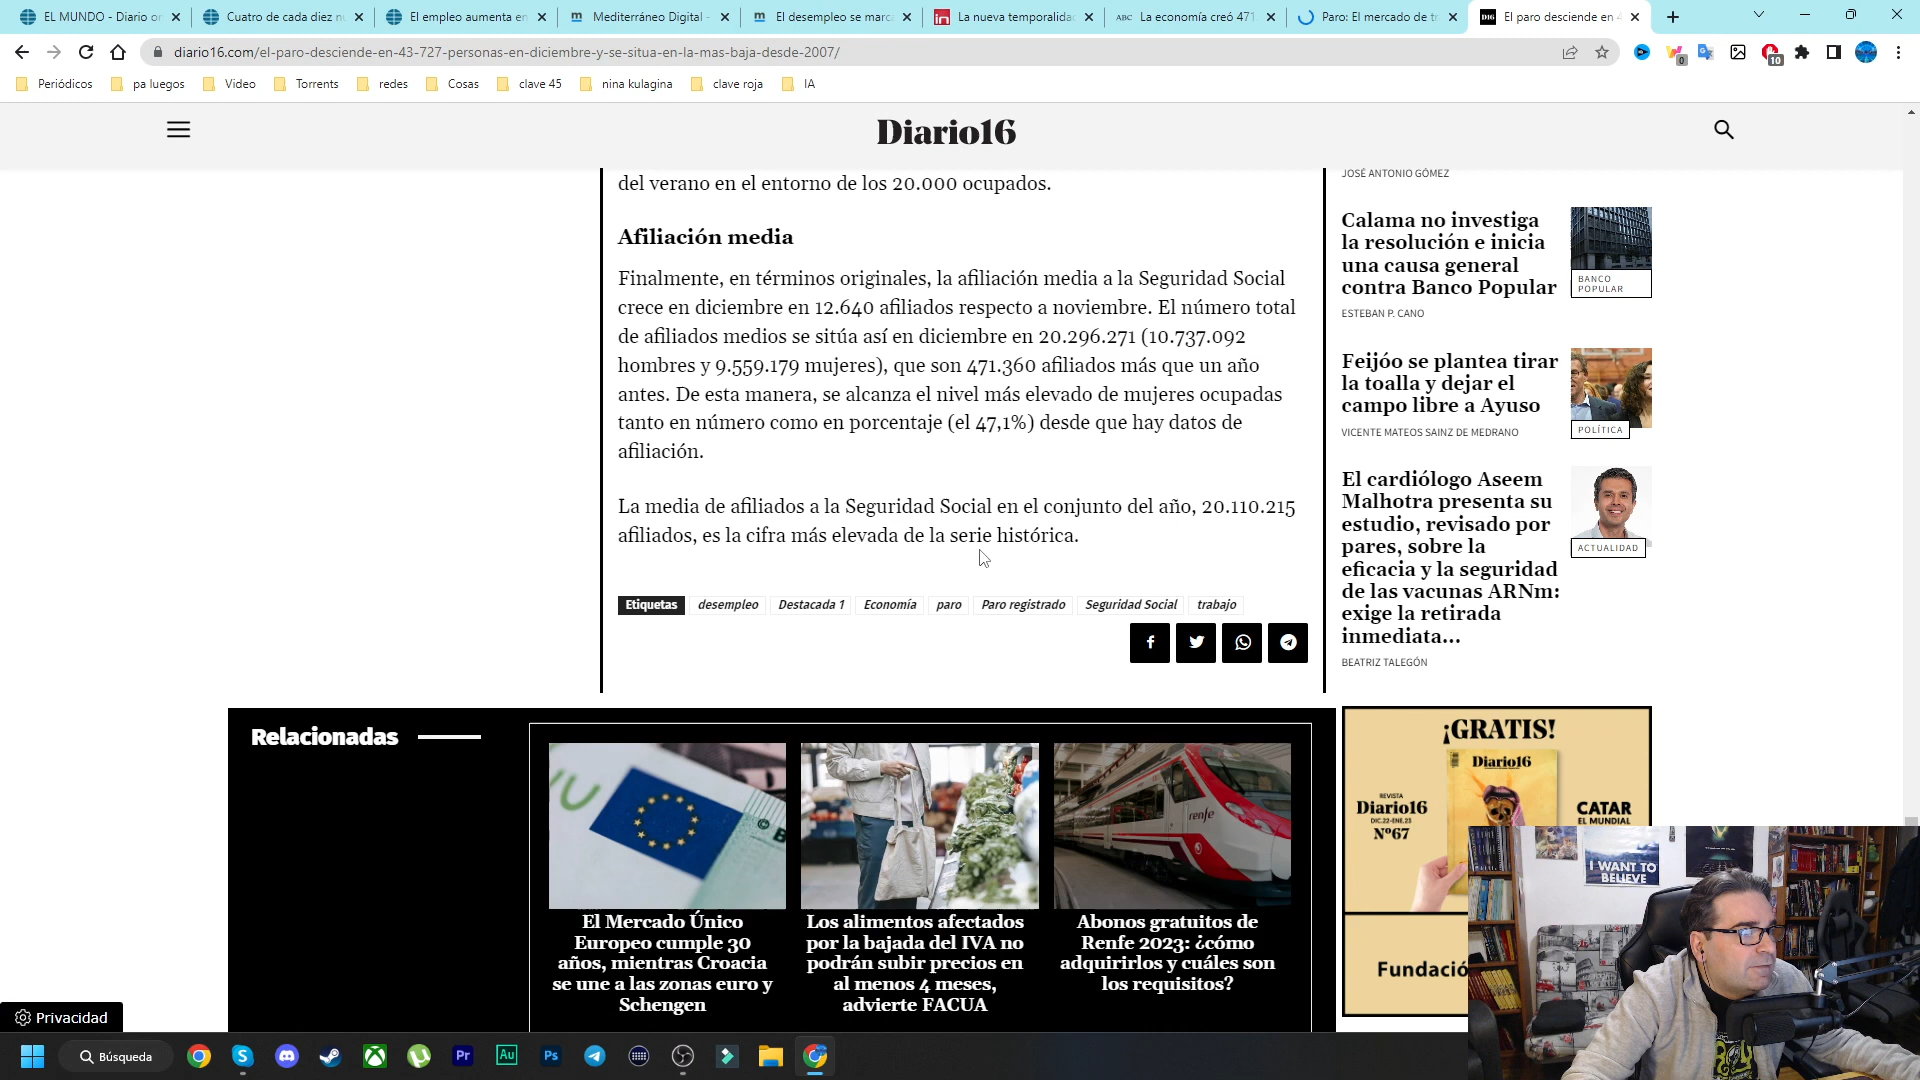 EL MUNDO - Diario or
Cuatro de cada diez nu
El empleo aumenta en
Mediterráneo Digital -
El desempleo se marca
La nueva temporalida
ABC
La economía creó 471
Paro: El mercado de tr
D16
El paro desciende en 4
diario16.com/el-paro-desciende-en-43-727-personas-en-diciembre-y-se-situa-en-la-mas-baja-desde-2007/
0
10
Periódicos
pa luegos
Video
Torrents
redes
Cosas
clave 45
nina kulagina
clave roja
IA
Diario16
del verano en el entorno de los 20.000 ocupados.
Afiliación media
Finalmente, en términos originales, la afiliación media a la Seguridad Social
crece en diciembre en 12.640 afiliados respecto a noviembre. El número total
de afiliados medios se sitúa así en diciembre en 20.296.271 (10.737.092
hombres y 9.559.179 mujeres), que son 471.360 afiliados más que un año
antes. De esta manera, se alcanza el nivel más elevado de mujeres ocupadas
tanto en número como en porcentaje (el 47,1%) desde que hay datos de
afiliación.
La media de afiliados a la Seguridad Social en el conjunto del año, 20.110.215
afiliados, es la cifra más elevada de la serie histórica.
Etiquetas desempleo Destacada 1 Economía paro Paro registrado Seguridad Social trabajo
JOSÉ ANTONIO GÓMEZ
Calama no investiga
la resolución e inicia
una causa general
contra Banco Popular
BANCO
POPULAR
ESTEBAN P. CANO
Feijóo se plantea tirar
la toalla y dejar el
campo libre a Ayuso
POLÍTICA
VICENTE MATEOS SAINZ DE MEDRANO
El cardiólogo Aseem
Malhotra presenta su
estudio, revisado por
pares, sobre la
eficacia y la seguridad
de las vacunas ARNm:
exige la retirada
inmediata...
ACTUALIDAD
BEATRIZ TALEGÓN
Relacionadas
renfe
El Mercado Único
Europeo cumple 30
años, mientras Croacia
se une a las zonas euro y
Schengen
Los alimentos afectados
por la bajada del IVA no
podrán subir precios en
al menos 4 meses,
advierte FACUA
Abonos gratuitos de
Renfe 2023: ¿cómo
adquirirlos y cuáles son
los requisitos?
¡GRATIS!
Diario16
REVISTA
Diario16
DIC.22-ENE.23
Nº67
CATAR
EL MUNDIAL
Fundació
I WANT TO
BELIEVE
Privacidad
Búsqueda
Pr
Au
Ps